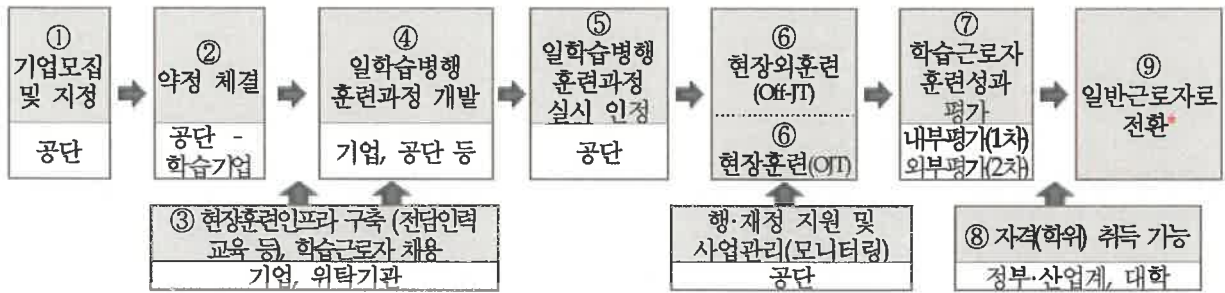 ①
기업모집
및 지정
공단
②
약정 체결
공단 -
학습기업
③ 현장훈련인프라 구축 (전담인력
교육 등), 학습근로자 채용
기업, 위탁기관
④
일학습병행
훈련과정 개발
기업, 공단 등
⑤
일학습병행
훈련과정
실시 인정
공단
⑥
현장외훈련
(Off-JT)
⑥
현장훈련(OJT)
행·재정 지원 및
사업관리(모니터링)
공단
⑦
학습근로자
훈련성과
평가
내부평가(1차)
외부평가(2차)
⑧ 자격(학위) 취득 가능
정부·산업계, 대학
⑨
일반근로자로
전환*